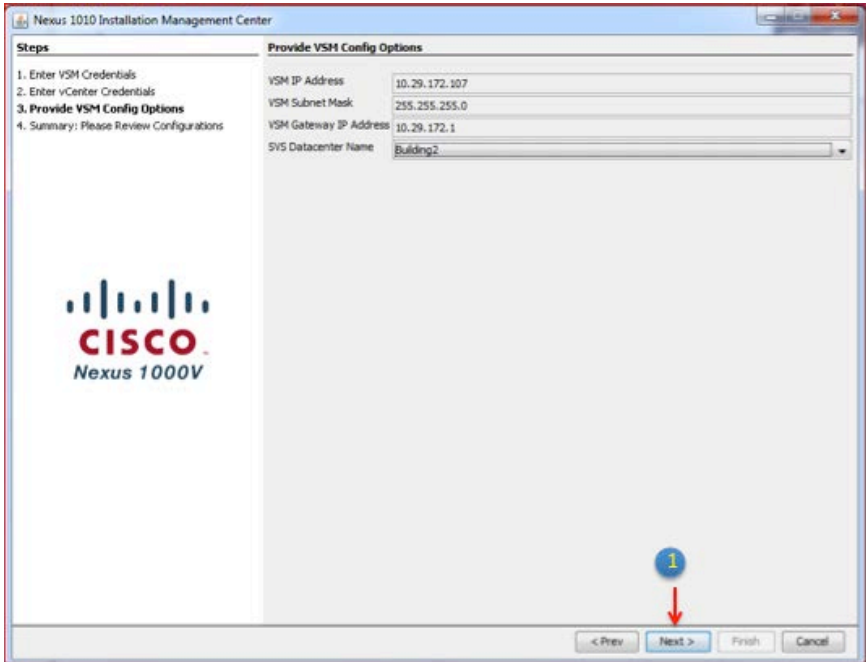 Nexus 1010 Installation Management Center
Steps
1. Enter VSM Credentials
2. Enter vCenter Credentials
3. Provide VSM Config Options
4. Summary: Please Review Configurations
CISCO
Nexus 1000V
Provide VSM Config Options
VSM IP Address 10.29.172.107
VSM Subnet Mask 255.255.255.0
VSM Gateway IP Address 10.29.172.1
SVS Datacenter Name Building2
1
< Prev Next > Finish Cancel